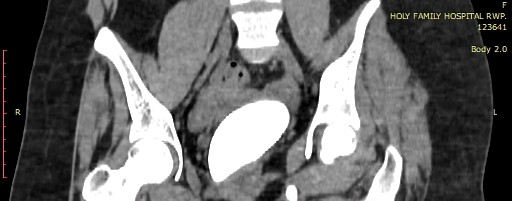 F
HOLY FAMILY HOSPITAL RWP.
123641
Body 2.0
R
L